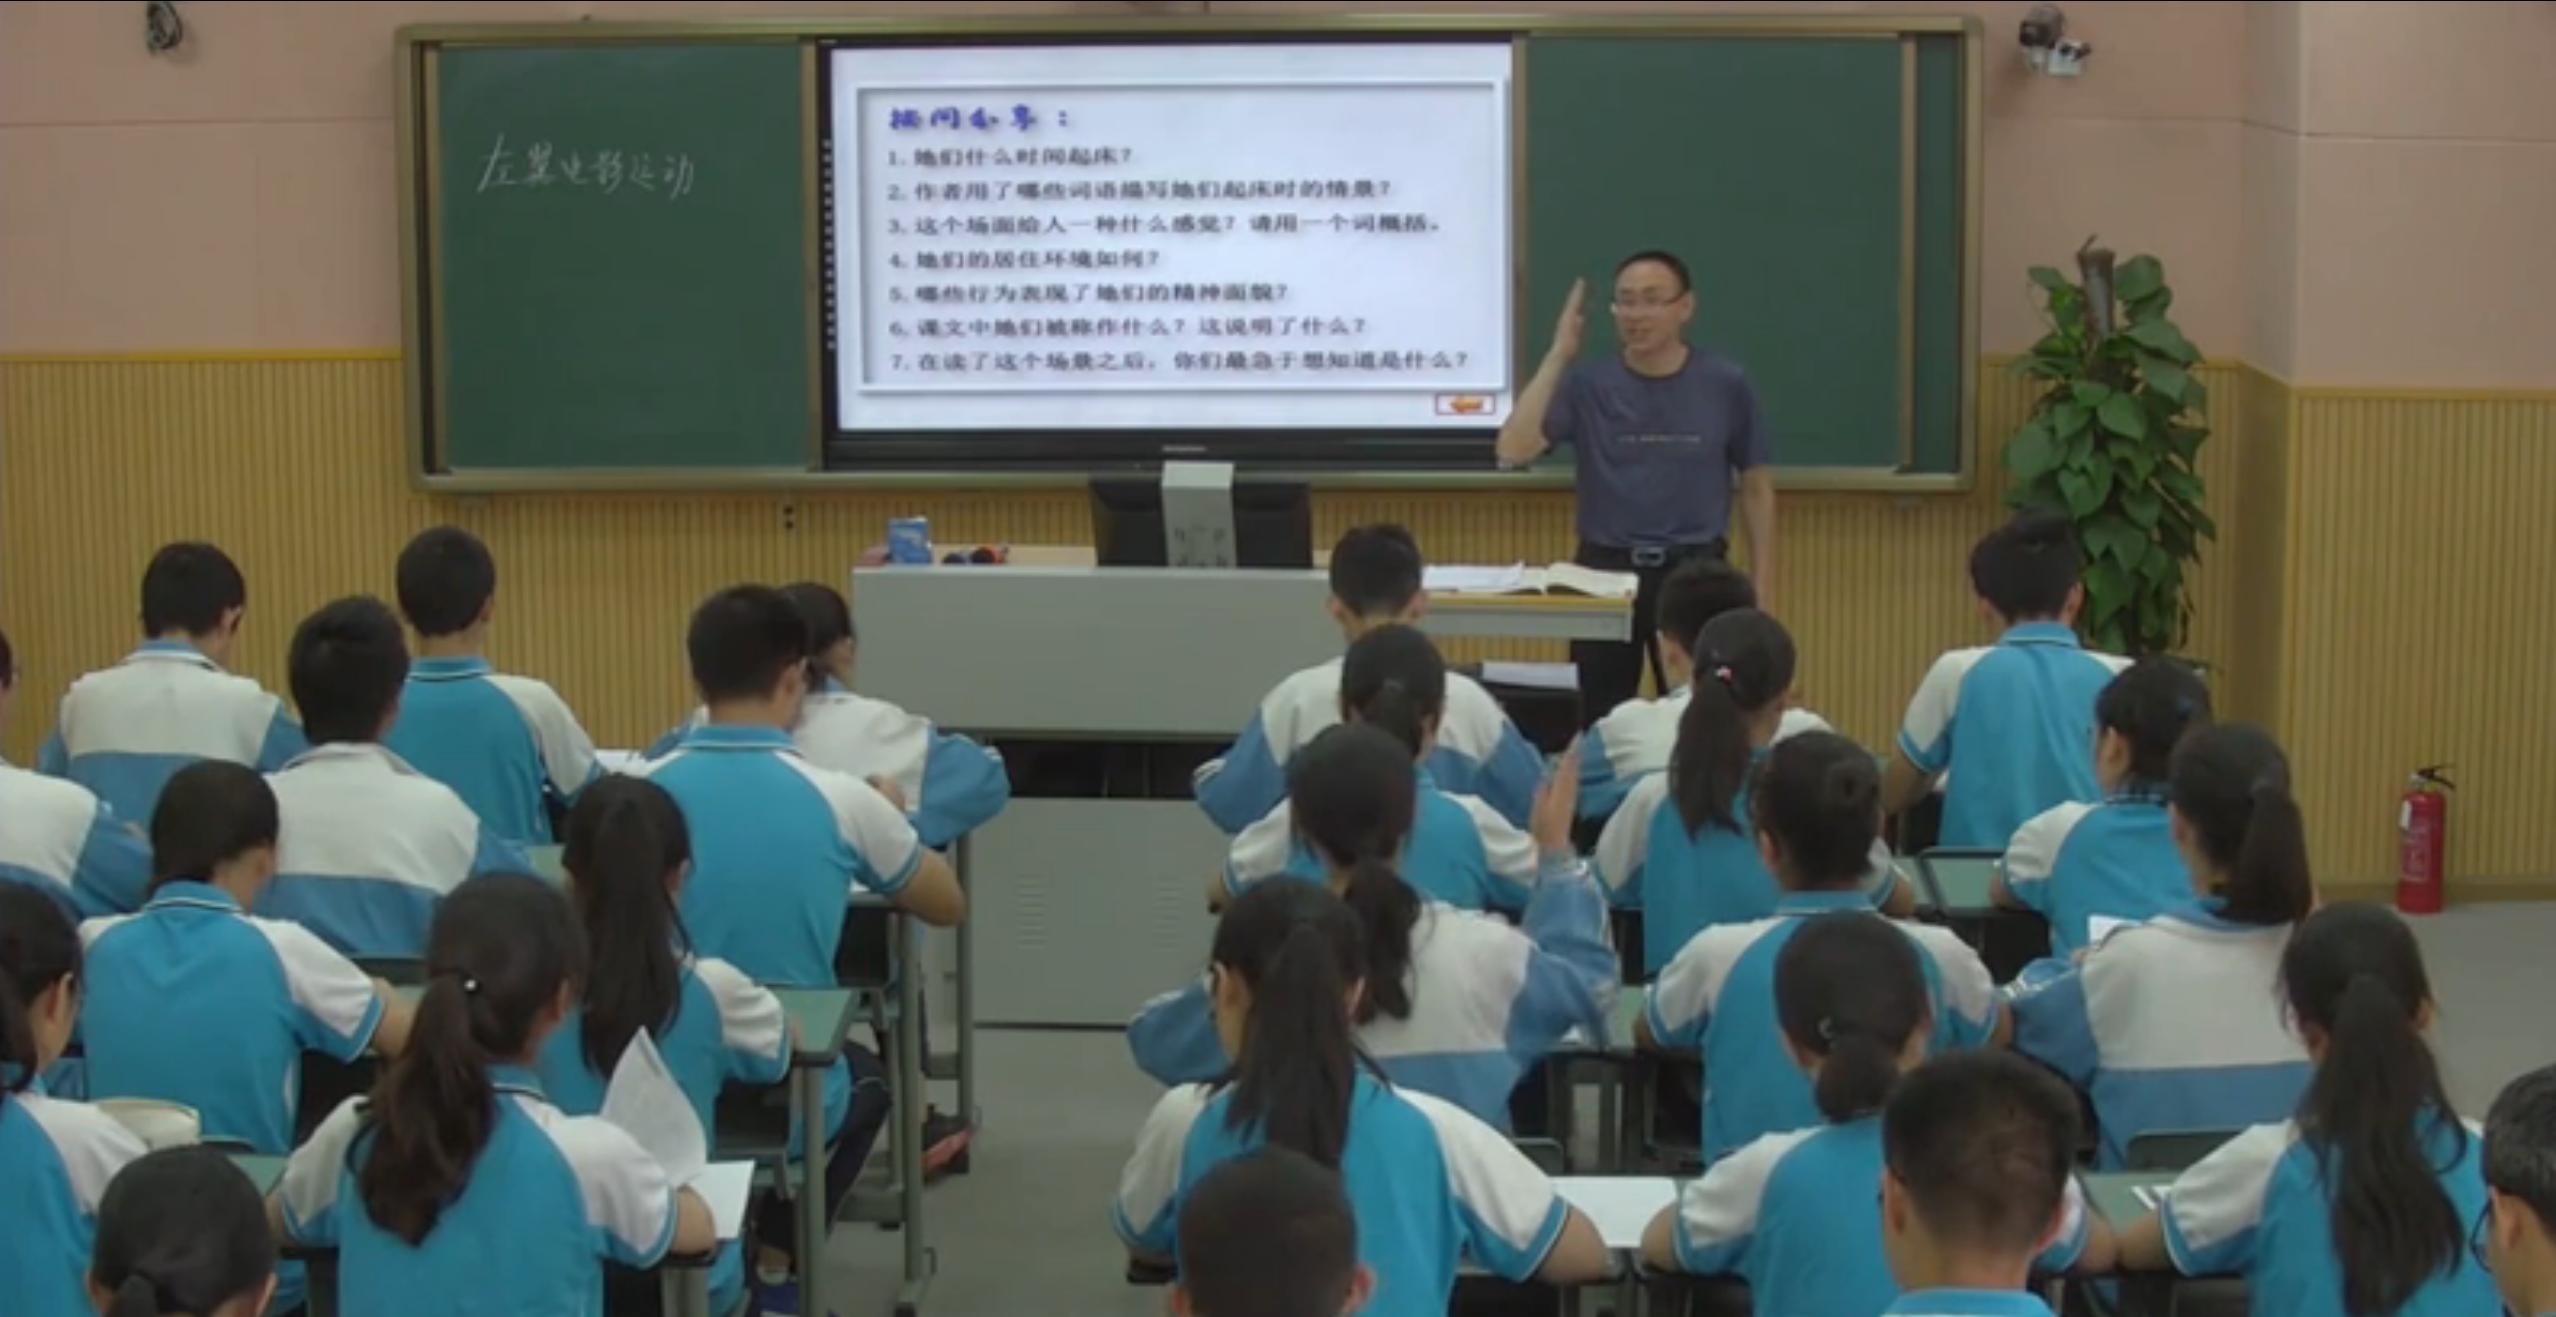 左翼电影运动
提问分享：
1. 她们什么时间起床？
2. 作者用了哪些词语描写她们起床时的情景？
3. 这个场面给人一种什么感觉？请用一个词概括。
4. 她们的居住环境如何？
5. 哪些行为表现了她们的精神面貌？
6. 课文中她们被称作什么？这说明了什么？
7. 在读了这个场景之后，你们最急于想知道是什么？